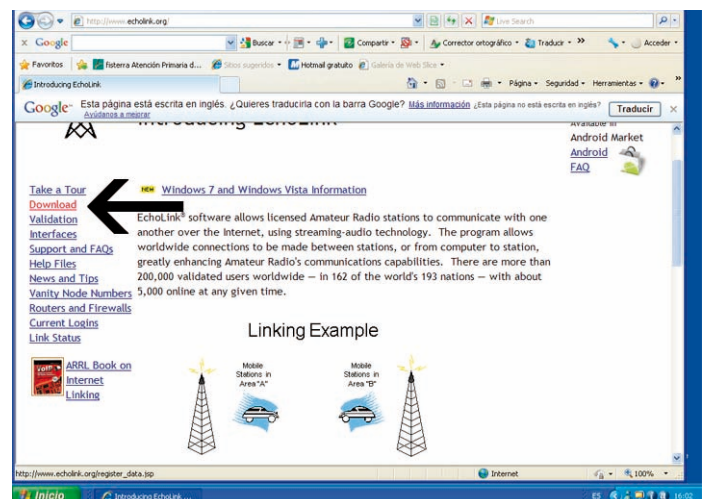 http://www.echolink.org/
Live Search
x Google
Buscar
Compartir
Corrector ortográfico
Traducir
»
Acceder
Favoritos
fisterra Atención Primaria d...
Sitios sugeridos
Hotmail gratuito
Galería de Web Slice
Introducing EchoLink
Página
Seguridad
Herramientas
»
Google
Esta página está escrita en inglés. ¿Quieres traducirla con la barra Google? Más información ¿Esta página no está escrita en inglés?
Ayúdanos a mejorar
Traducir
Introducing EchoLink
Available in
Android Market
Android
FAQ
Take a Tour
Download
Validation
Interfaces
Support and FAQs
Help Files
News and Tips
Vanity Node Numbers
Routers and Firewalls
Current Logins
Link Status
ARRL Book on
Internet
Linking
NEW Windows 7 and Windows Vista Information
EchoLink® software allows licensed Amateur Radio stations to communicate with one
another over the Internet, using streaming-audio technology. The program allows
worldwide connections to be made between stations, or from computer to station,
greatly enhancing Amateur Radio's communications capabilities. There are more than
200,000 validated users worldwide — in 162 of the world's 193 nations — with about
5,000 online at any given time.
Linking Example
Mobile
Stations in
Area "A"
Mobile
Stations in
Area "B"
http://www.echolink.org/register_data.jsp
Internet
100%
Inicio
Introducing EchoLink ...
ES
16:02